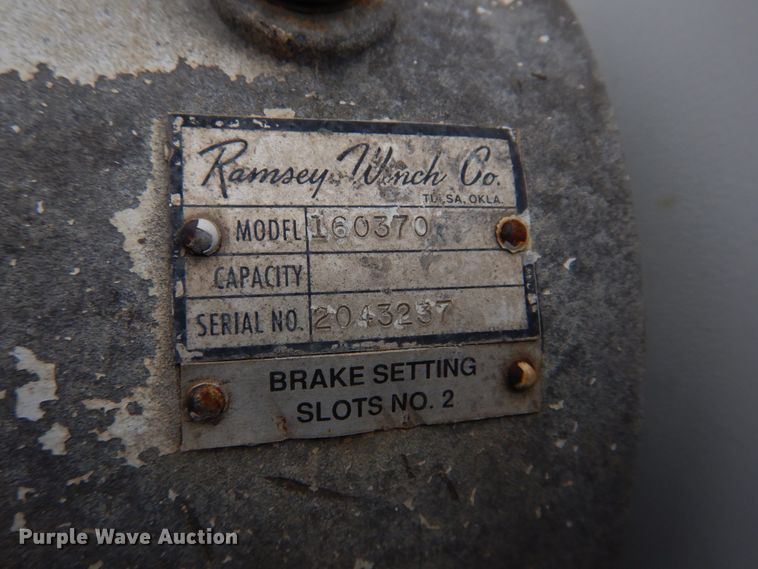 Ramsey Winch Co.
TULSA, OKLA.
MODEL 160370
CAPACITY
SERIAL NO. 2043237
BRAKE SETTING
SLOTS NO. 2
Purple Wave Auction